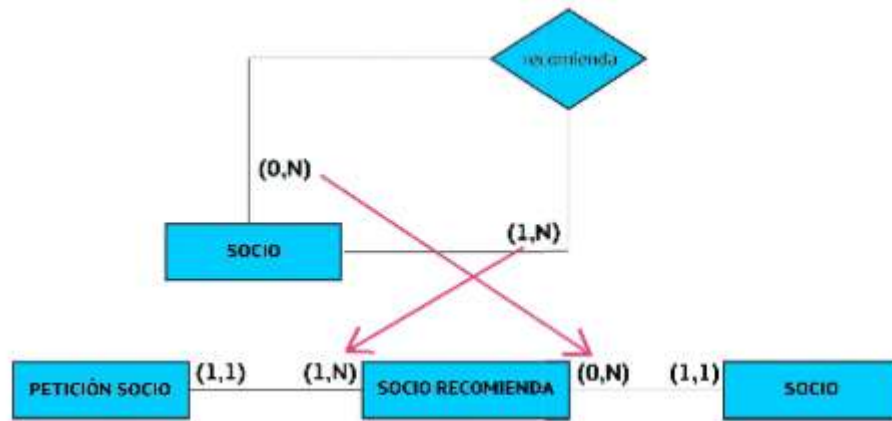 recomienda
(0,N)
(1,N)
SOCIO
(1,1)
(1,N)
(0,N)
(1,1)
PETICIÓN SOCIO
SOCIO RECOMIENDA
SOCIO